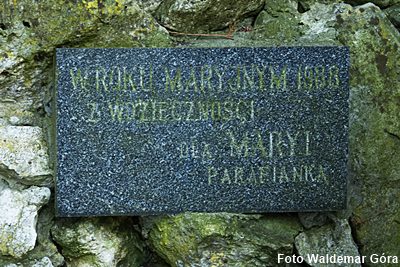 W ROKU MARYJNYM 1988
Z WDZIĘCZNOŚCI
DLA MARYI
PARAFIANKA
Foto Waldemar Góra